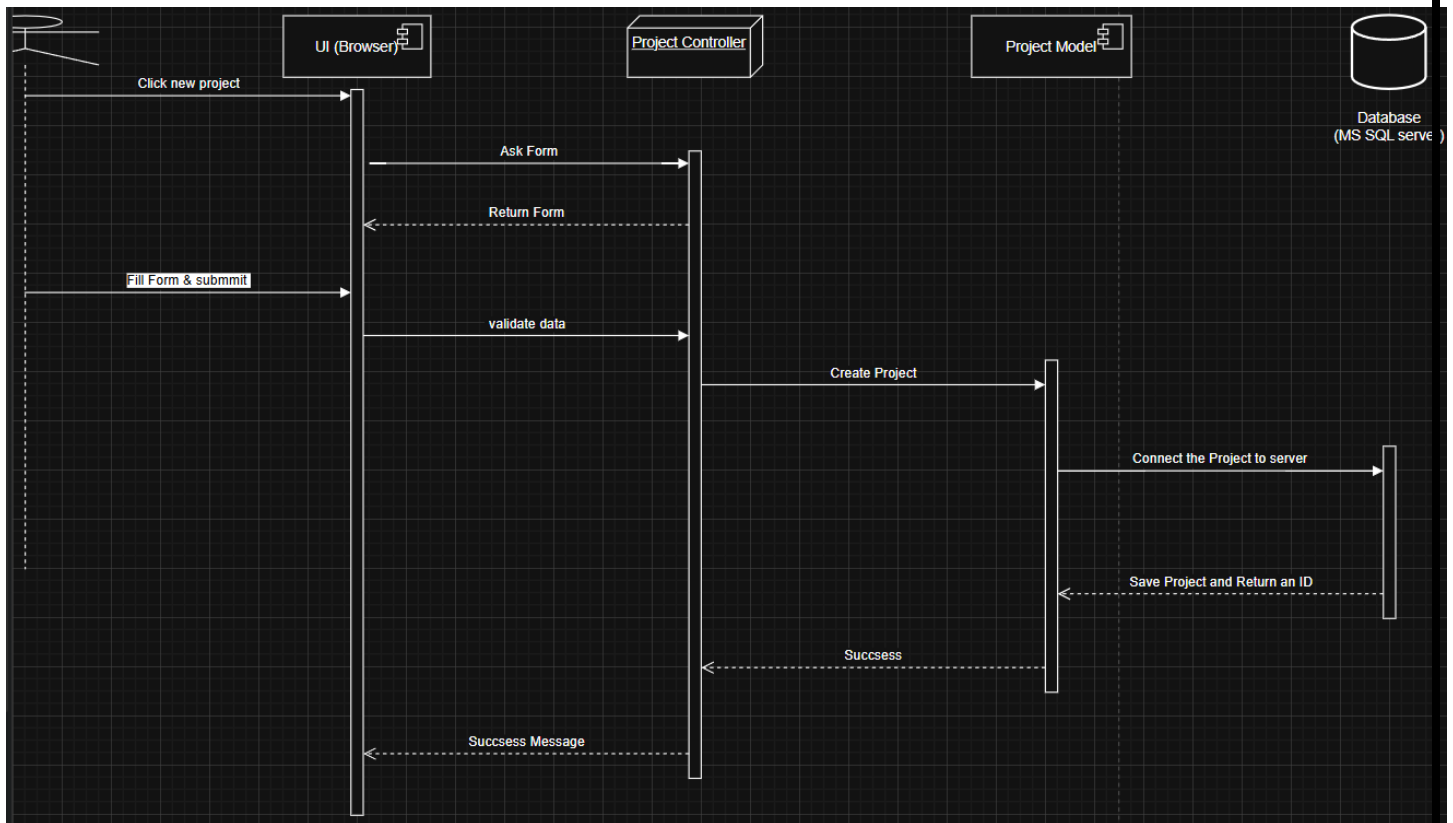 UI (Browser)
Project Controller
Project Model
Database
(MS SQL server)
Click new project
Ask Form
Return Form
Fill Form & submmit
validate data
Create Project
Connect the Project to server
Save Project and Return an ID
Succsess
Succsess Message